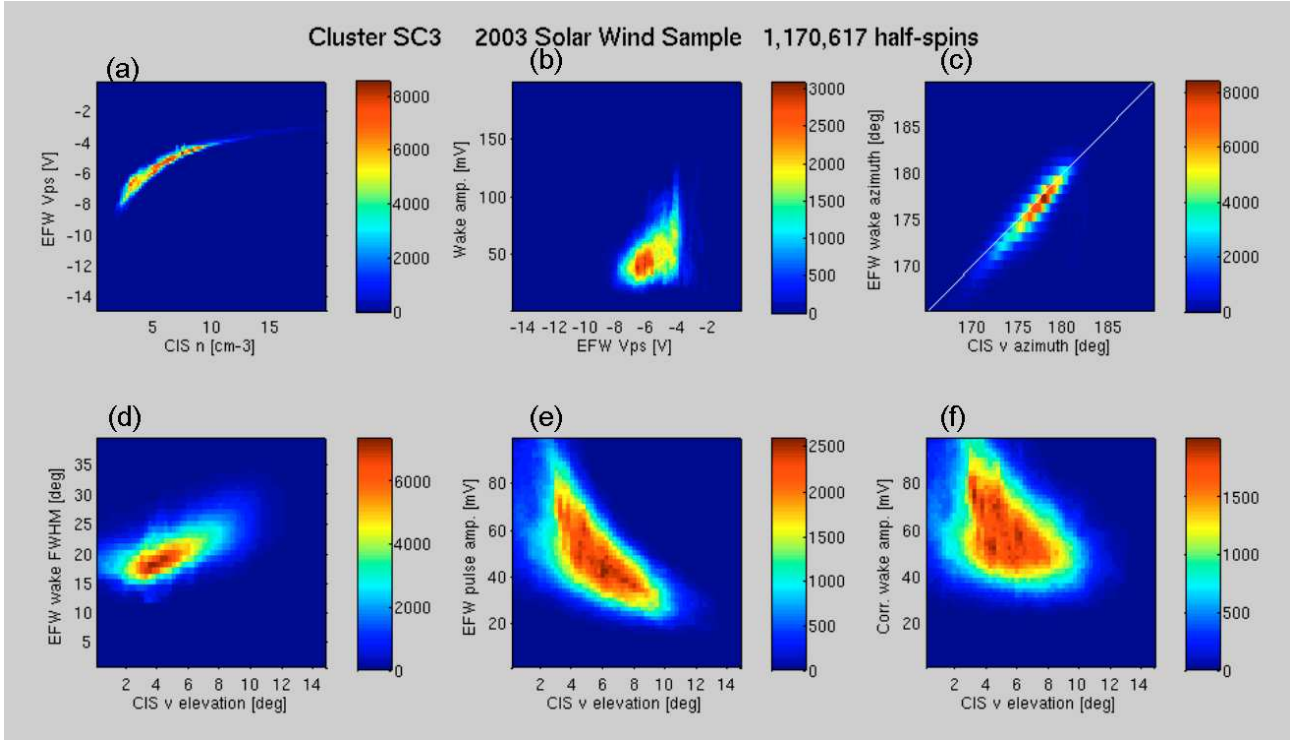 Cluster SC3 2003 Solar Wind Sample 1,170,617 half-spins
(a)
EFW Vps [V]
-2
-4
-6
-8
-10
-12
-14
5 10 15
CIS n [cm-3]
8000
6000
4000
2000
0
(b)
Wake amp. [mV]
150
100
50
-14 -12 -10 -8 -6 -4 -2
EFW Vps [V]
3000
2500
2000
1500
1000
500
0
(c)
EFW wake azimuth [deg]
185
180
175
170
170 175 180 185
CIS v azimuth [deg]
8000
6000
4000
2000
0
(d)
EFW wake FWHM [deg]
35
30
25
20
15
10
5
2 4 6 8 10 12 14
CIS v elevation [deg]
6000
4000
2000
0
(e)
EFW pulse amp. [mV]
80
60
40
20
2 4 6 8 10 12 14
CIS v elevation [deg]
2500
2000
1500
1000
500
0
(f)
Corr. wake amp. [mV]
80
60
40
20
2 4 6 8 10 12 14
CIS v elevation [deg]
1500
1000
500
0